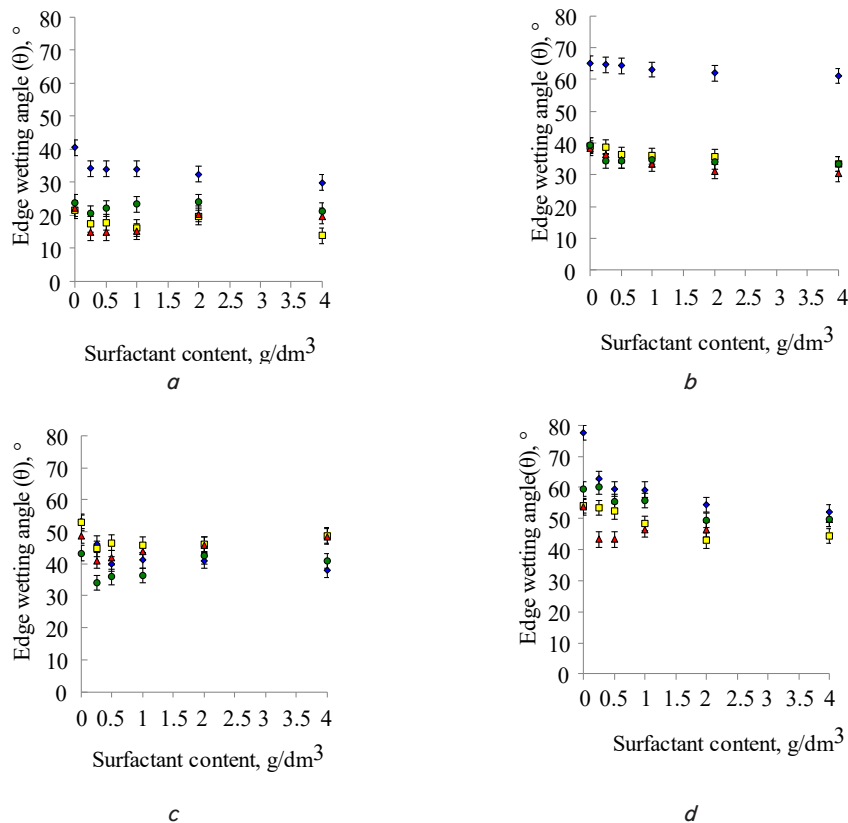 Edge wetting angle (θ), °
80
70
60
50
40
30
20
10
0
0 0.5 1 1.5 2 2.5 3 3.5 4
Surfactant content, g/dm³
a
Edge wetting angle (θ), °
80
70
60
50
40
30
20
10
0
0 0.5 1 1.5 2 2.5 3 3.5 4
Surfactant content, g/dm³
b
Edge wetting angle (θ), °
80
70
60
50
40
30
20
10
0
0 0.5 1 1.5 2 2.5 3 3.5 4
Surfactant content, g/dm³
c
Edge wetting angle(θ), °
80
70
60
50
40
30
20
10
0
0 0.5 1 1.5 2 2.5 3 3.5 4
Surfactant content, g/dm³
d